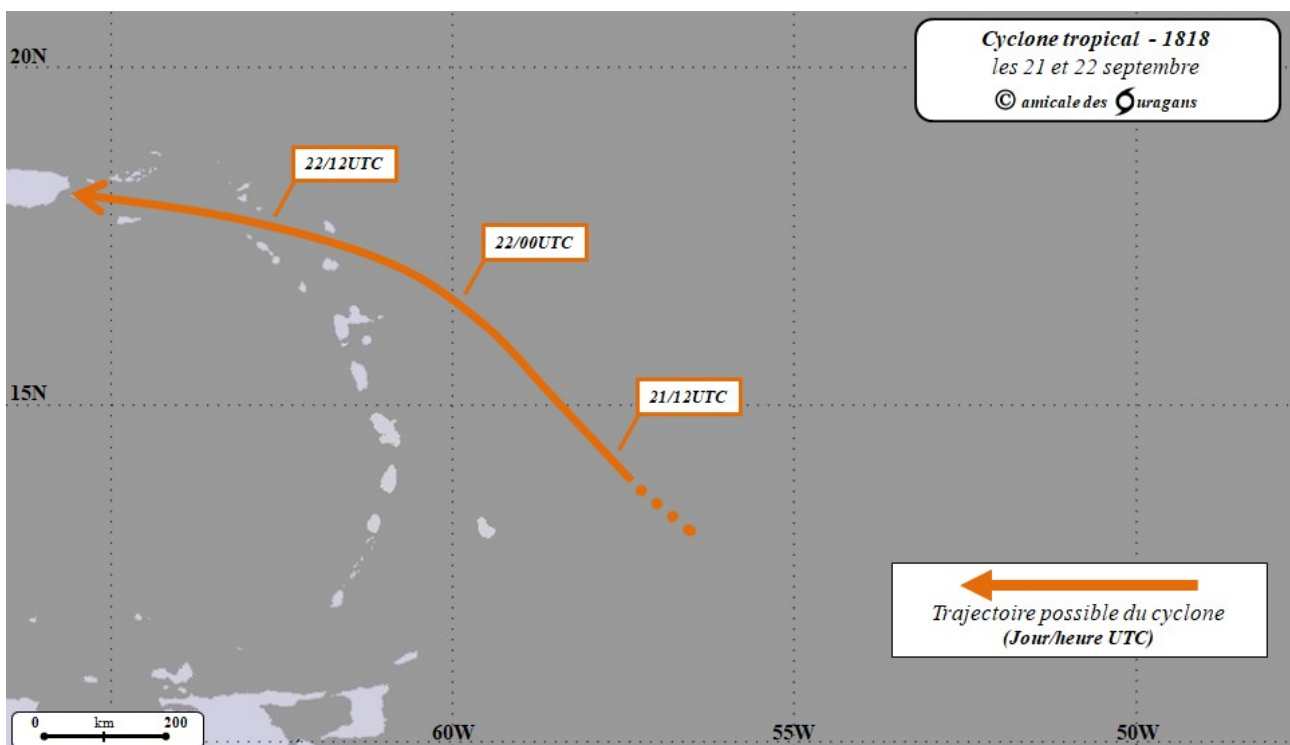 20N
Cyclone tropical - 1818
les 21 et 22 septembre
© amicale des Ouragans
22/12UTC
22/00UTC
21/12UTC
15N
Trajectoire possible du cyclone
(Jour/heure UTC)
0 km 200
60W 55W 50W